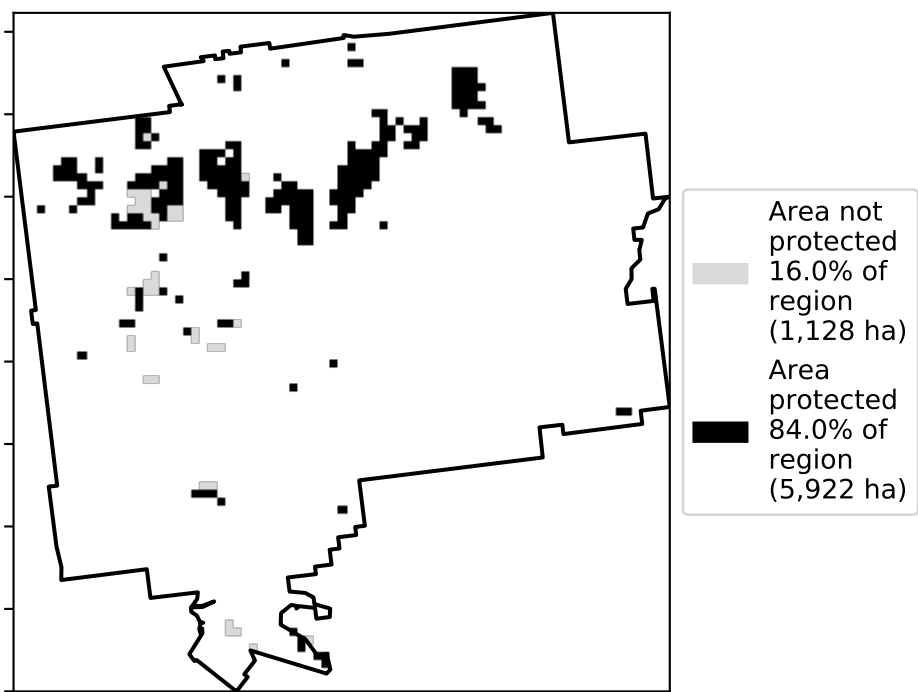 Area not
protected
16.0% of
region
(1,128 ha)
Area
protected
84.0% of
region
(5,922 ha)